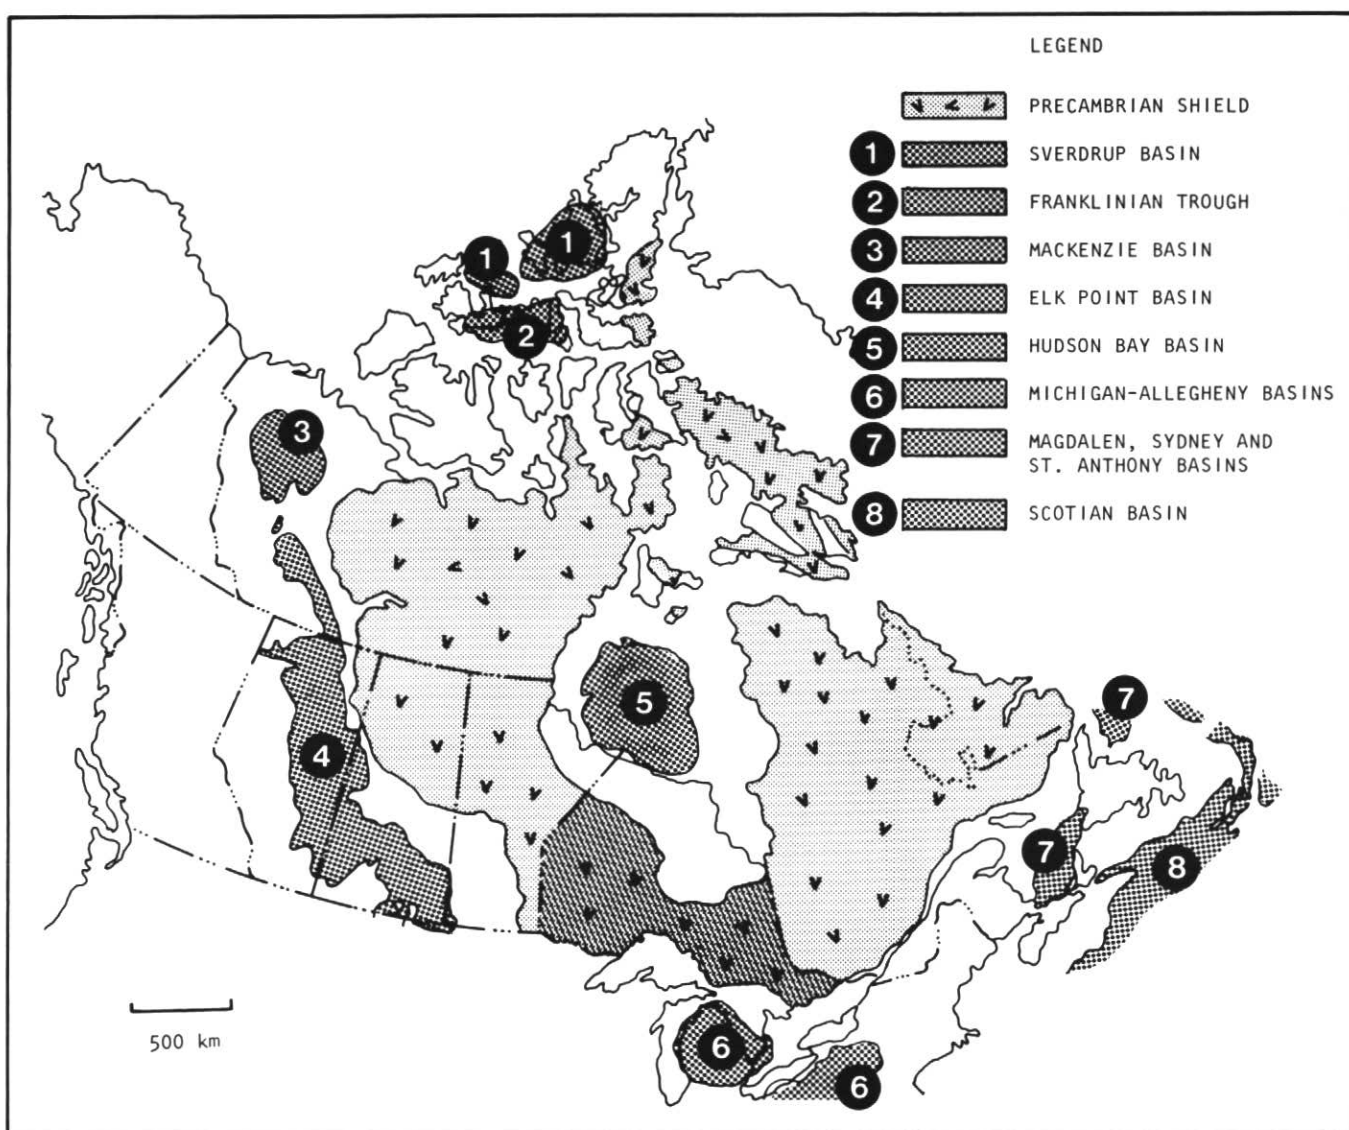 LEGEND
PRECAMBRIAN SHIELD
1 SVERDRUP BASIN
2 FRANKLINIAN TROUGH
3 MACKENZIE BASIN
4 ELK POINT BASIN
5 HUDSON BAY BASIN
6 MICHIGAN-ALLEGHENY BASINS
7 MAGDALEN, SYDNEY AND
ST. ANTHONY BASINS
8 SCOTIAN BASIN
1
1
2
3
5
7
4
7
8
6
6
500 km